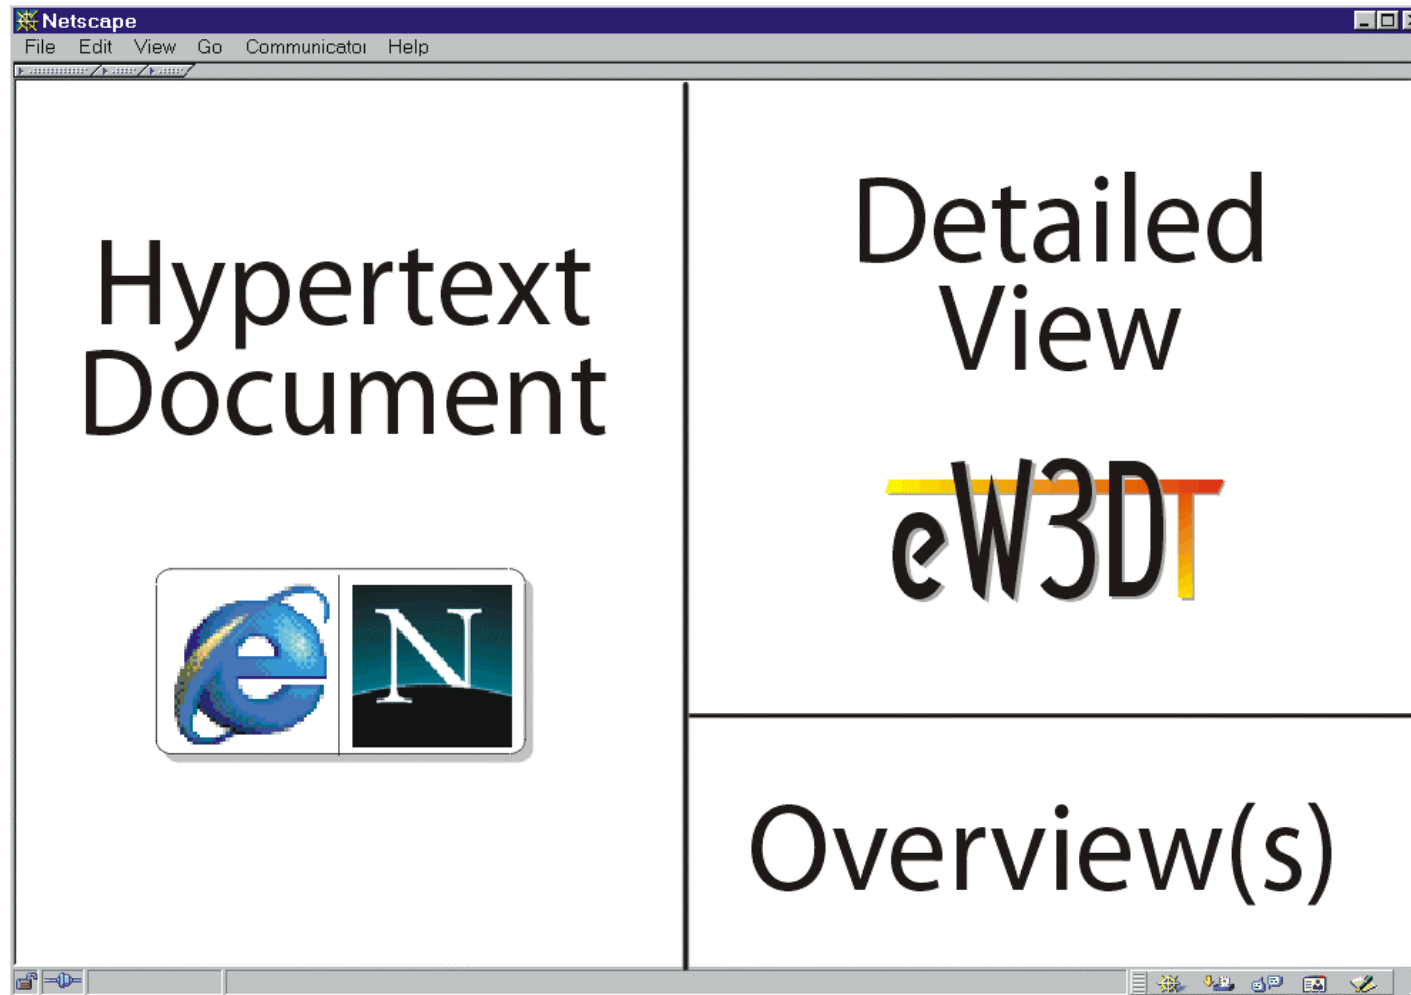 Netscape
File Edit View Go Communicator Help
Hypertext
Document
e N
Detailed
View
eW3DT
Overview(s)